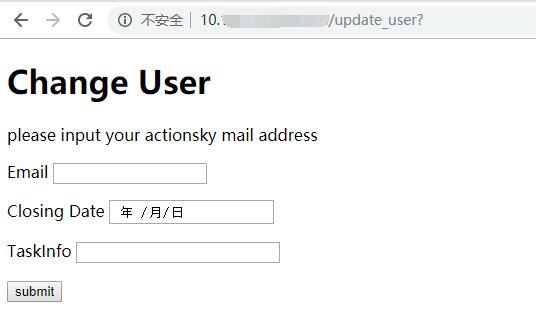 不安全 10. /update_user?
Change User
please input your actionsky mail address
Email
Closing Date 年 /月/日
TaskInfo
submit